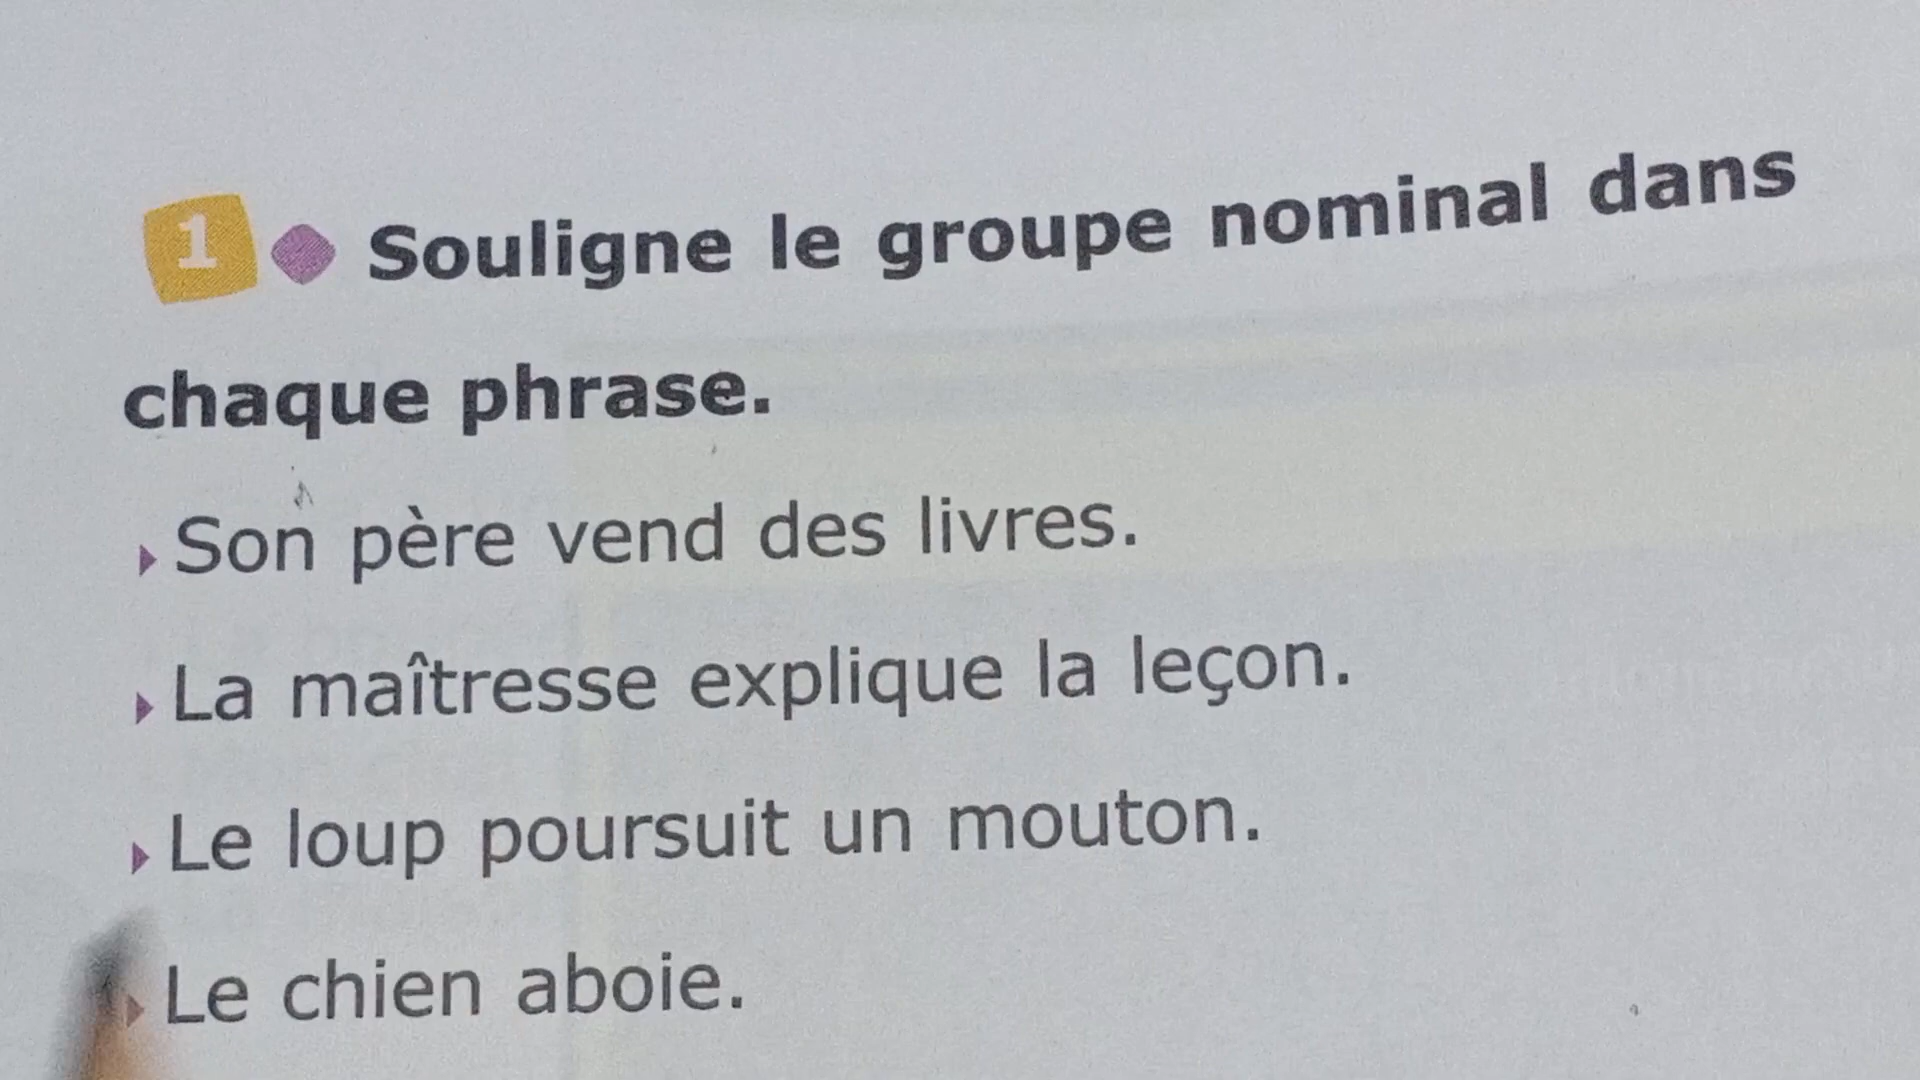 1 Souligne le groupe nominal dans
chaque phrase.
Son père vend des livres.
La maîtresse explique la leçon.
Le loup poursuit un mouton.
Le chien aboie.